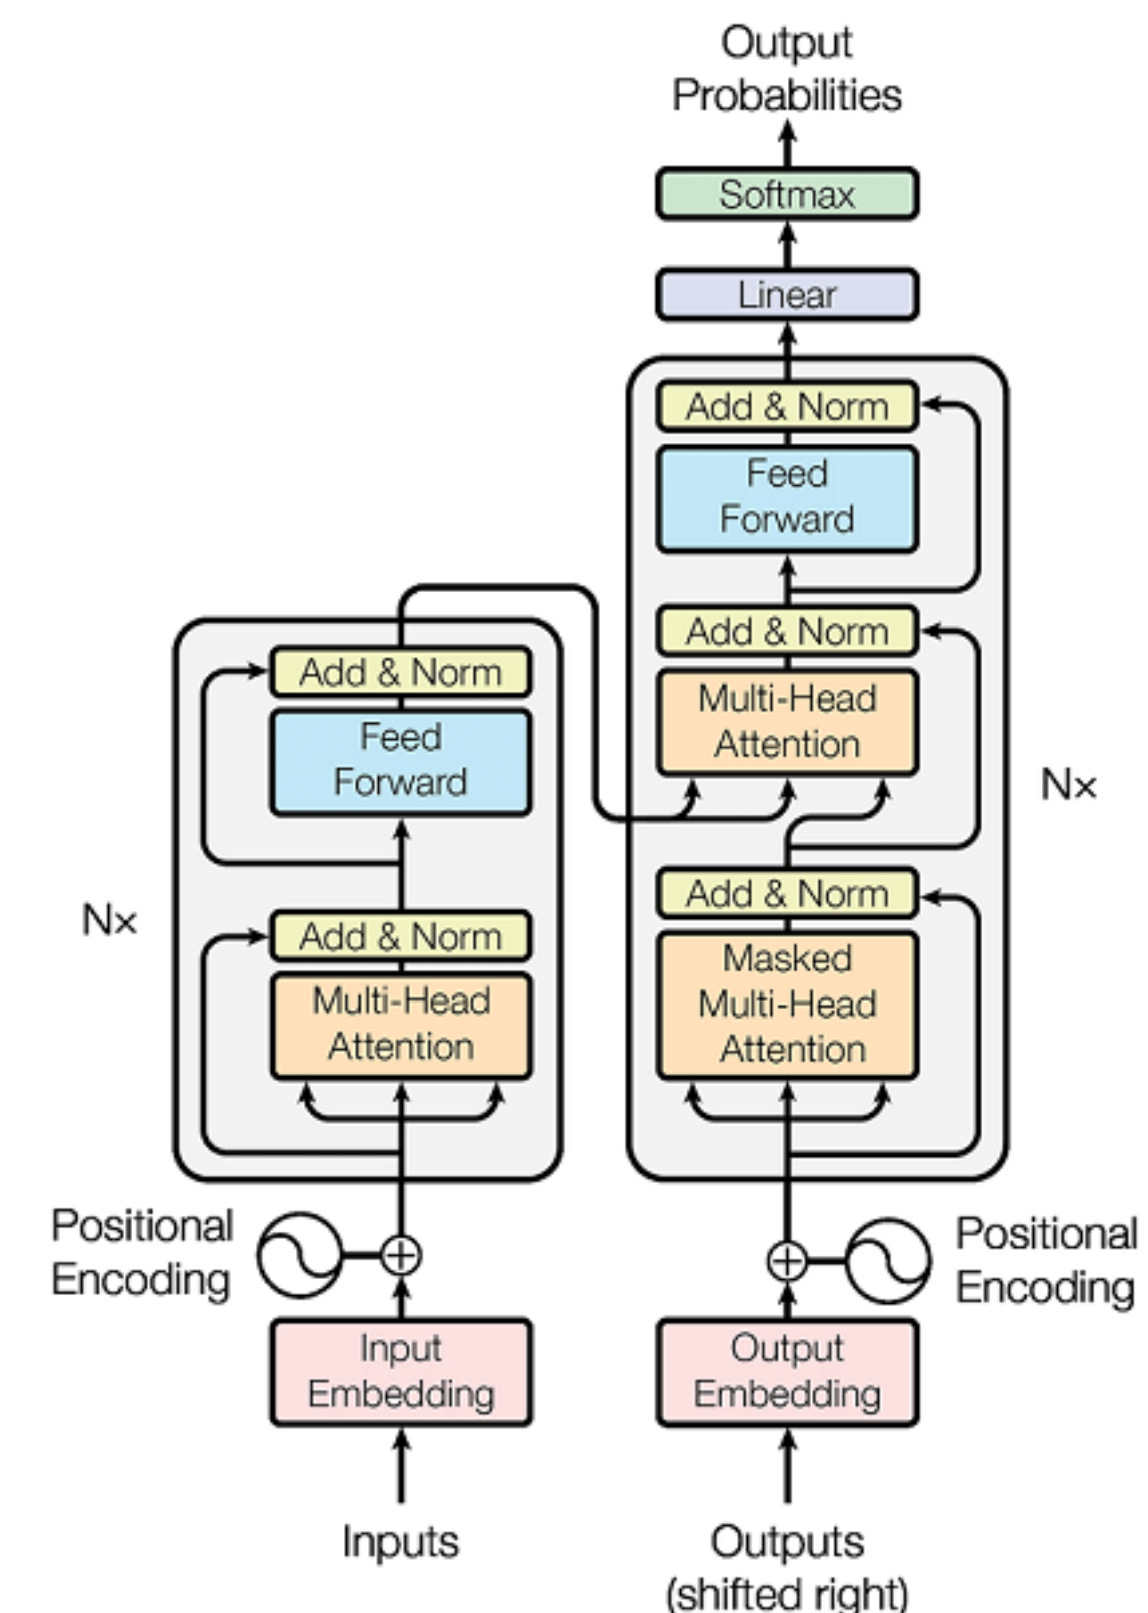 Output
Probabilities
Softmax
Linear
Add & Norm
Feed
Forward
Add & Norm
Multi-Head
Attention
N×
Add & Norm
Masked
Multi-Head
Attention
Add & Norm
Feed
Forward
N×
Add & Norm
Multi-Head
Attention
Positional
Encoding
Positional
Encoding
Input
Embedding
Output
Embedding
Inputs
Outputs
(shifted right)